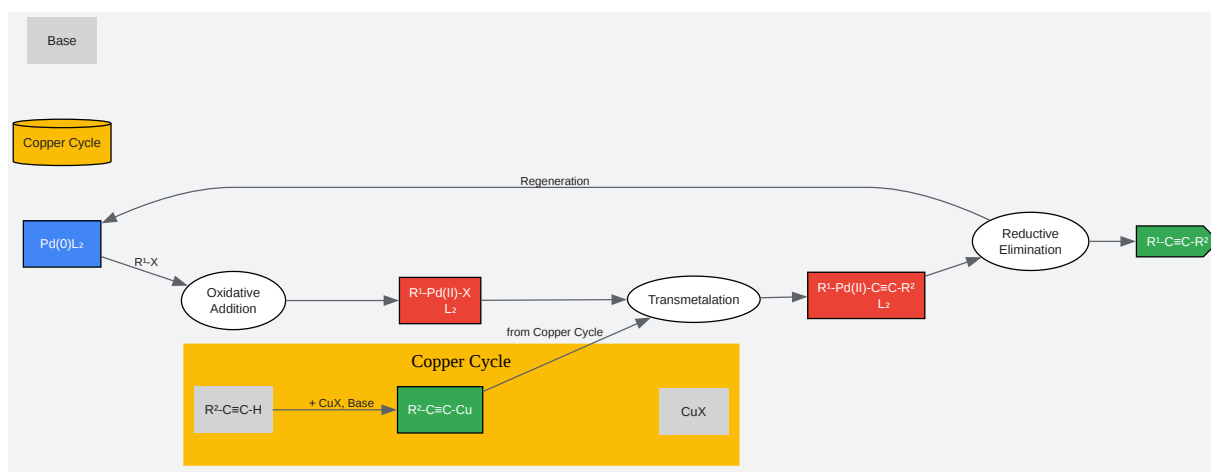 Base
Copper Cycle
Regeneration
Pd(0)L₂
R¹-X
Oxidative
Addition
R¹-Pd(II)-X
L₂
Transmetalation
R¹-Pd(II)-C≡C-R²
L₂
Reductive
Elimination
R¹-C≡C-R²
from Copper Cycle
Copper Cycle
R²-C≡C-H
+ CuX, Base
R²-C≡C-Cu
CuX